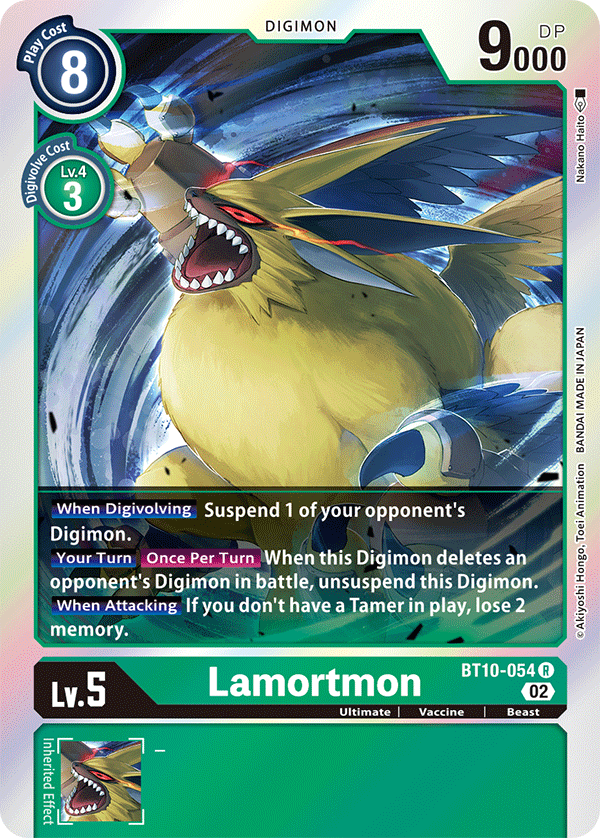 DIGIMON
Play Cost
8
DP
9000
Digivolve Cost
Lv.4
3
Nakano Haito
When Digivolving Suspend 1 of your opponent's
Digimon.
Your Turn Once Per Turn When this Digimon deletes an
opponent's Digimon in battle, unsuspend this Digimon.
When Attacking If you don't have a Tamer in play, lose 2
memory.
©Akiyoshi Hongo, Toei Animation BANDAI MADE IN JAPAN
Lv.5
Lamortmon
BT10-054 R
02
Ultimate | Vaccine | Beast
Inherited Effect
–